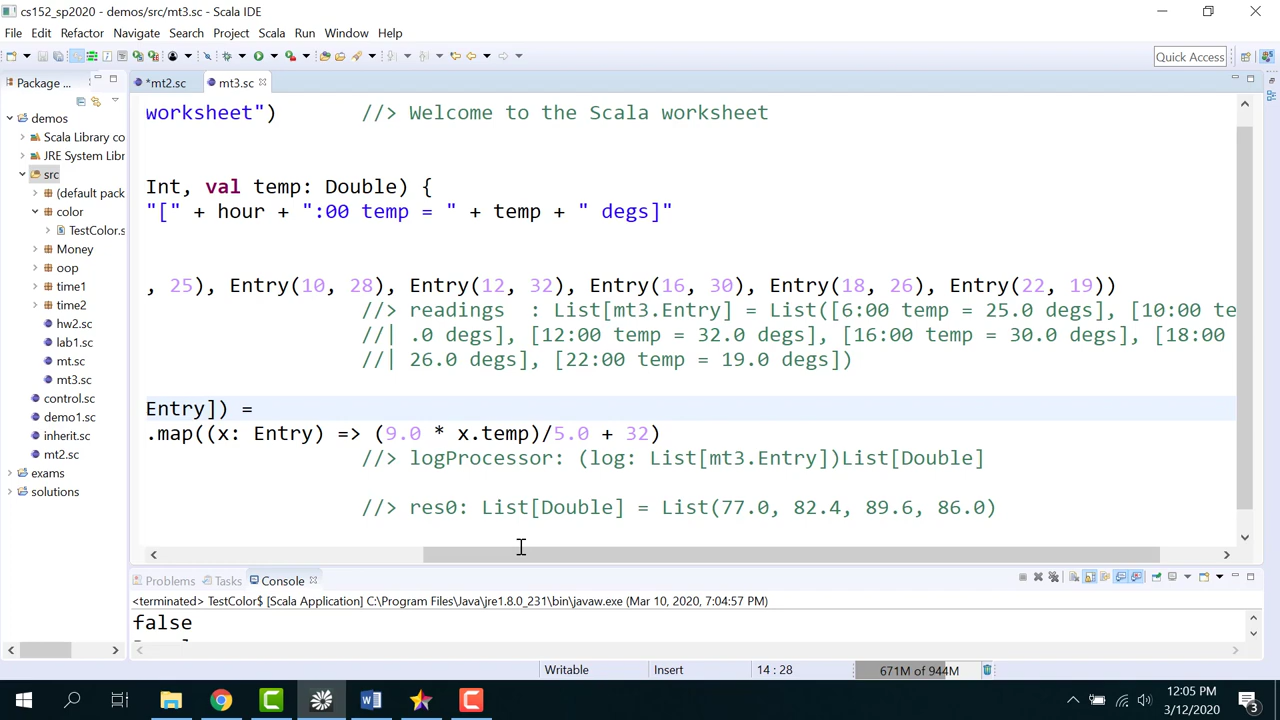 cs152_sp2020 - demos/src/mt3.sc - Scala IDE
File Edit Refactor Navigate Search Project Scala Run Window Help
Quick Access
Package ...
*mt2.sc
mt3.sc
demos
Scala Library co
JRE System Libr
src
(default pack
color
TestColor.s
Money
oop
time1
time2
hw2.sc
lab1.sc
mt.sc
mt3.sc
control.sc
demo1.sc
inherit.sc
mt2.sc
exams
solutions
worksheet") //> Welcome to the Scala worksheet
Int, val temp: Double) {
"[" + hour + ":00 temp = " + temp + " degs]"
, 25), Entry(10, 28), Entry(12, 32), Entry(16, 30), Entry(18, 26), Entry(22, 19))
//> readings : List[mt3.Entry] = List([6:00 temp = 25.0 degs], [10:00 te
//| .0 degs], [12:00 temp = 32.0 degs], [16:00 temp = 30.0 degs], [18:00
//| 26.0 degs], [22:00 temp = 19.0 degs])
Entry]) =
.map((x: Entry) => (9.0 * x.temp)/5.0 + 32)
//> logProcessor: (log: List[mt3.Entry])List[Double]
//> res0: List[Double] = List(77.0, 82.4, 89.6, 86.0)
Problems Tasks Console
<terminated> TestColor$ [Scala Application] C:\Program Files\Java\jre1.8.0_231\bin\javaw.exe (Mar 10, 2020, 7:04:57 PM)
false
Writable Insert 14 : 28 671M of 944M
12:05 PM
3/12/2020
3